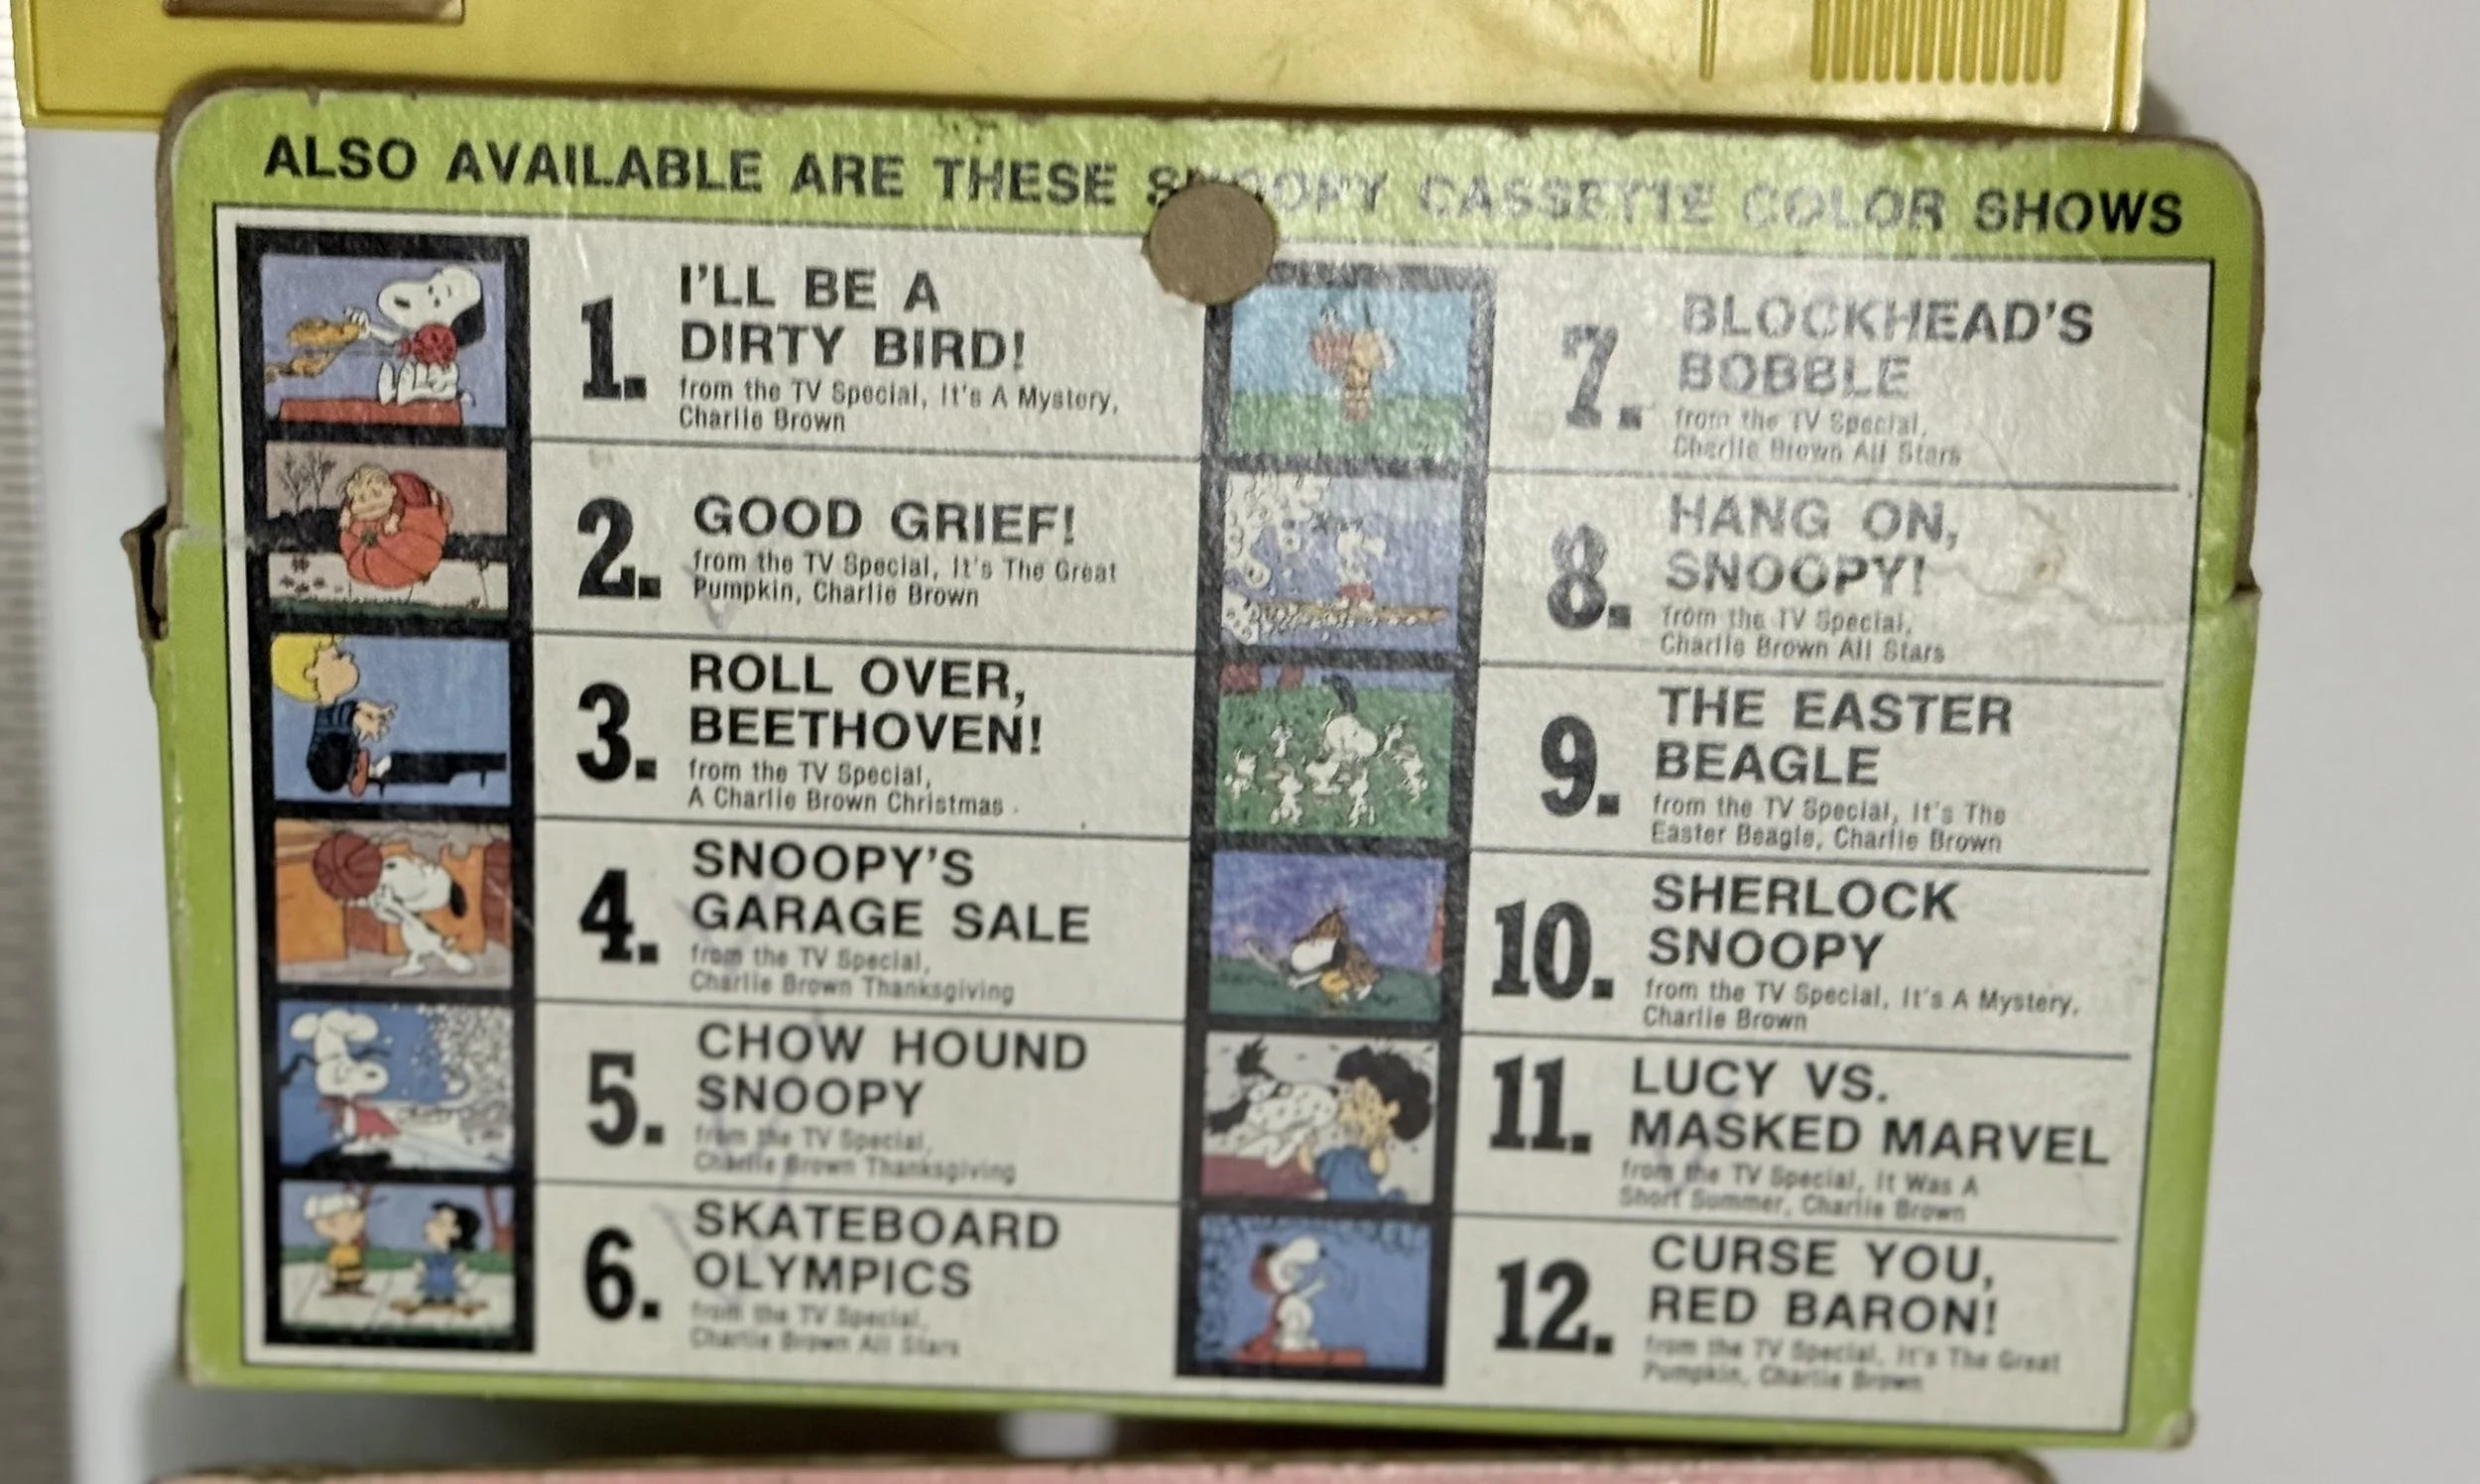 ALSO AVAILABLE ARE THESE SNOOPY CASSETTE COLOR SHOWS
1.
I'LL BE A
DIRTY BIRD!
from the TV Special, It's A Mystery,
Charlie Brown
2.
GOOD GRIEF!
from the TV Special, It's The Great
Pumpkin, Charlie Brown
3.
ROLL OVER,
BEETHOVEN!
from the TV Special,
A Charlie Brown Christmas
4.
SNOOPY'S
GARAGE SALE
from the TV Special,
Charlie Brown Thanksgiving
5.
CHOW HOUND
SNOOPY
from the TV Special,
Charlie Brown Thanksgiving
6.
SKATEBOARD
OLYMPICS
from the TV Special,
Charlie Brown All Stars
7.
BLOCKHEAD'S
BOBBLE
from the TV Special,
Charlie Brown All Stars
8.
HANG ON,
SNOOPY!
from the TV Special,
Charlie Brown All Stars
9.
THE EASTER
BEAGLE
from the TV Special, It's The
Easter Beagle, Charlie Brown
10.
SHERLOCK
SNOOPY
from the TV Special, It's A Mystery,
Charlie Brown
11.
LUCY VS.
MASKED MARVEL
from the TV Special, It Was A
Short Summer, Charlie Brown
12.
CURSE YOU,
RED BARON!
from the TV Special, It's The Great
Pumpkin, Charlie Brown